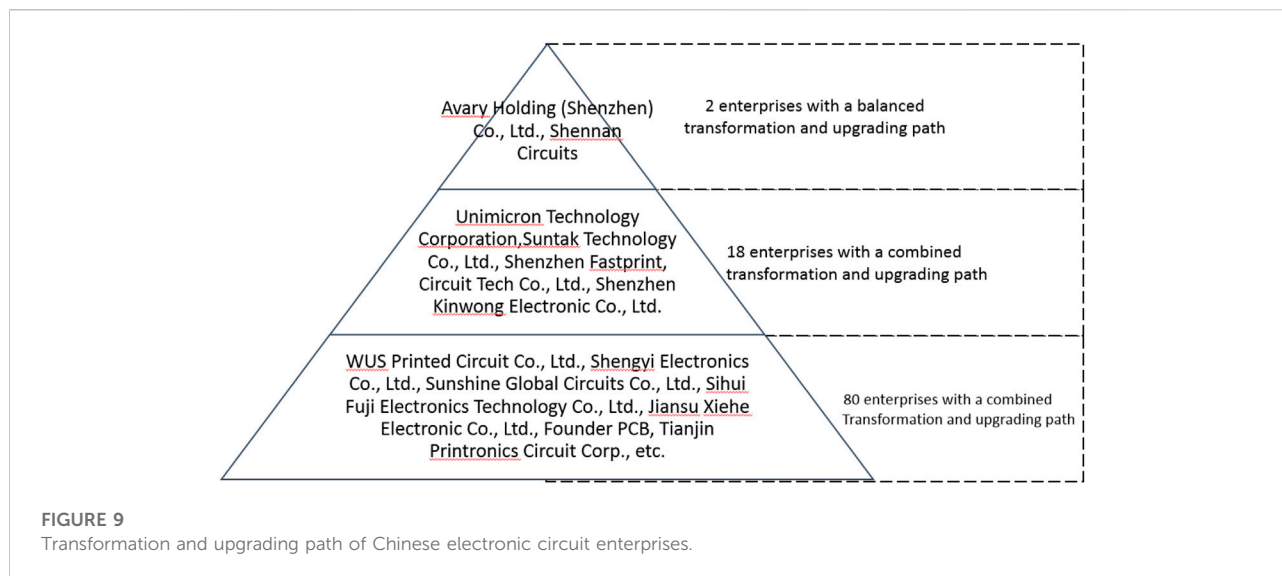 Avary Holding (Shenzhen)
Co., Ltd., Shennan
Circuits
2 enterprises with a balanced
transformation and upgrading path
Unimicron Technology
Corporation,Suntak Technology
Co., Ltd., Shenzhen Fastprint,
Circuit Tech Co., Ltd., Shenzhen
Kinwong Electronic Co., Ltd.
18 enterprises with a combined
transformation and upgrading path
WUS Printed Circuit Co., Ltd., Shengyi Electronics
Co., Ltd., Sunshine Global Circuits Co., Ltd., Sihui
Fuji Electronics Technology Co., Ltd., Jiansu Xiehe
Electronic Co., Ltd., Founder PCB, Tianjin
Printronics Circuit Corp., etc.
80 enterprises with a combined
Transformation and upgrading path
FIGURE 9
Transformation and upgrading path of Chinese electronic circuit enterprises.